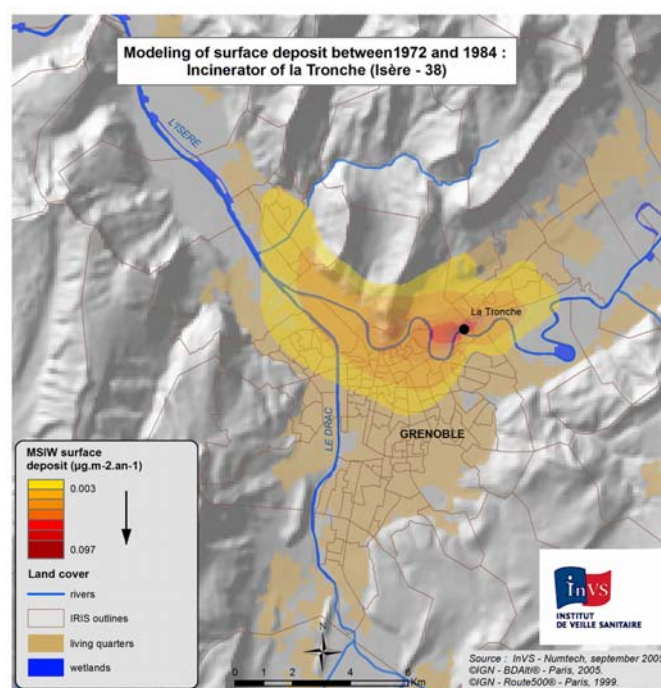 Modeling of surface deposit between1972 and 1984 :
Incinerator of la Tronche (Isère - 38)
L'ISERE
La Tronche
LE DRAC
GRENOBLE
MSIW surface
deposit (µg.m-2.an-1)
0.003
0.097
Land cover
rivers
IRIS outlines
living quarters
wetlands
N
0 2 4 6
Km
inVS
INSTITUT
DE VEILLE SANITAIRE
Source : InVS - Numtech, september 2005
©IGN - BDAlti® - Paris, 2005.
©IGN - Route500® - Paris, 1999.